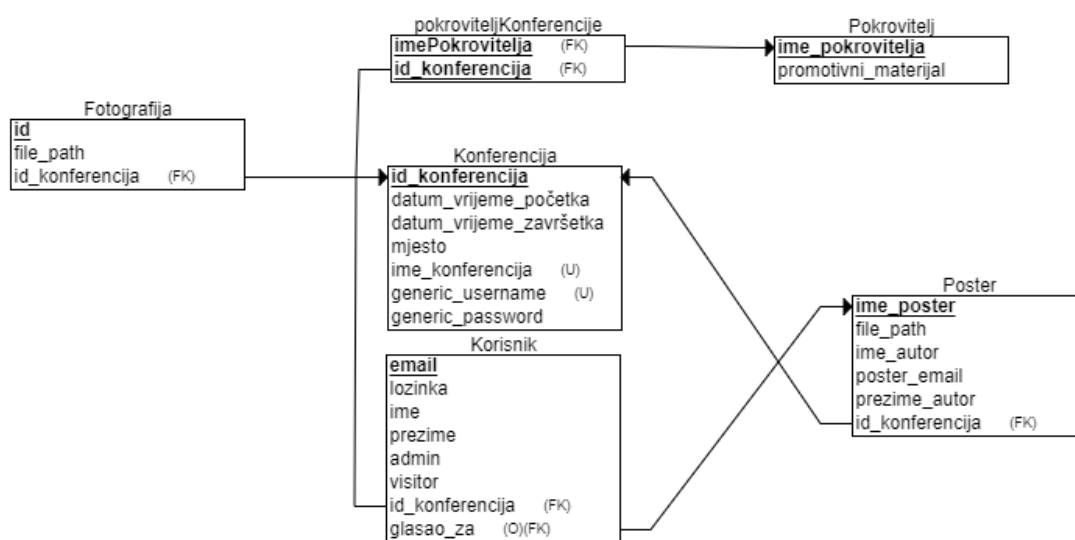 pokroviteljKonferencije
imePokrovitelja (FK)
id_konferencija (FK)
Pokrovitelj
ime_pokrovitelja
promotivni_materijal
Fotografija
id
file_path
id_konferencija (FK)
Konferencija
id_konferencija
datum_vrijeme_početka
datum_vrijeme_završetka
mjesto
ime_konferencija (U)
generic_username (U)
generic_password
Korisnik
email
lozinka
ime
prezime
admin
visitor
id_konferencija (FK)
glasao_za (O)(FK)
Poster
ime_poster
file_path
ime_autor
poster_email
prezime_autor
id_konferencija (FK)